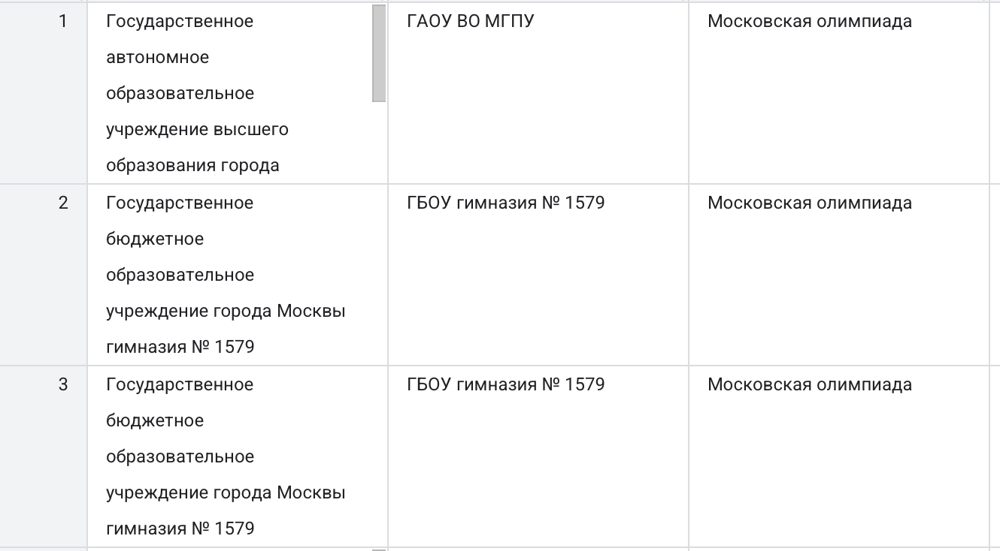 1
Государственное
автономное
образовательное
учреждение высшего
образования города
ГАОУ ВО МГПУ
Московская олимпиада
2
Государственное
бюджетное
образовательное
учреждение города Москвы
гимназия № 1579
ГБОУ гимназия № 1579
Московская олимпиада
3
Государственное
бюджетное
образовательное
учреждение города Москвы
гимназия № 1579
ГБОУ гимназия № 1579
Московская олимпиада